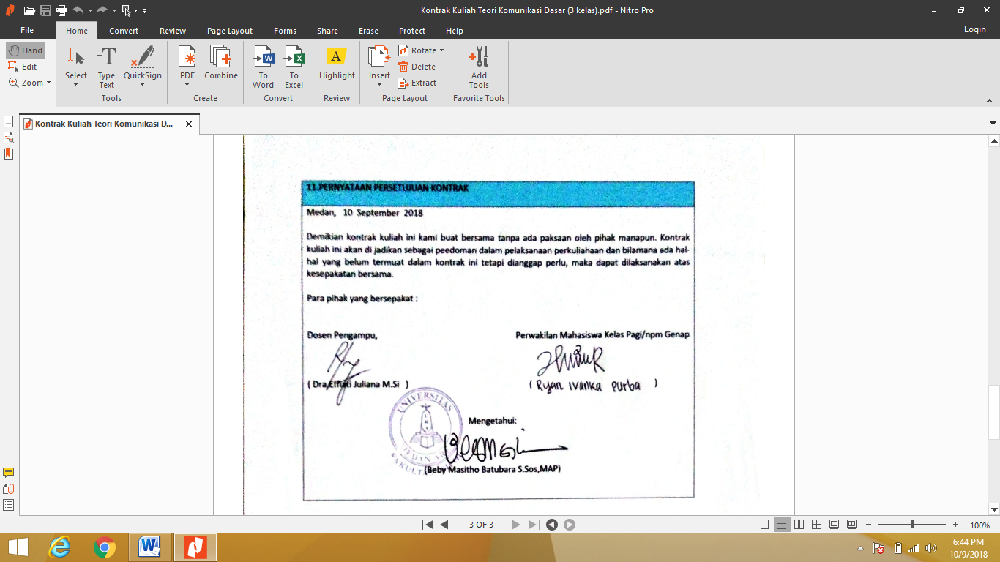 Kontrak Kuliah Teori Komunikasi Dasar (3 kelas).pdf - Nitro Pro
File Home Convert Review Page Layout Forms Share Erase Protect Help Login
Hand
Edit
Zoom
Select
Type Text
QuickSign
Tools
PDF
Combine
Create
To Word
To Excel
Convert
Highlight
Review
Insert
Rotate
Delete
Extract
Page Layout
Add Tools
Favorite Tools
Kontrak Kuliah Teori Komunikasi D...
11.PERNYATAAN PERSETUJUAN KONTRAK
Medan, 10 September 2018
Demikian kontrak kuliah ini kami buat bersama tanpa ada paksaan oleh pihak manapun. Kontrak
kuliah ini akan di jadikan sebagai peedoman dalam pelaksanaan perkuliahaan dan bilamana ada hal-
hal yang belum termuat dalam kontrak ini tetapi dianggap perlu, maka dapat dilaksanakan atas
kesepakatan bersama.
Para pihak yang bersepakat :
Dosen Pengampu, Perwakilan Mahasiswa Kelas Pagi/npm Genap
( Dra,Effiati Juliana M.Si ) ( Ryan Ivanka Purba )
UNIVERSITAS
MEDAN AREA
Mengetahui:
(Beby Masitho Batubara S.Sos,MAP)
3 OF 3
100%
6:44 PM
10/9/2018